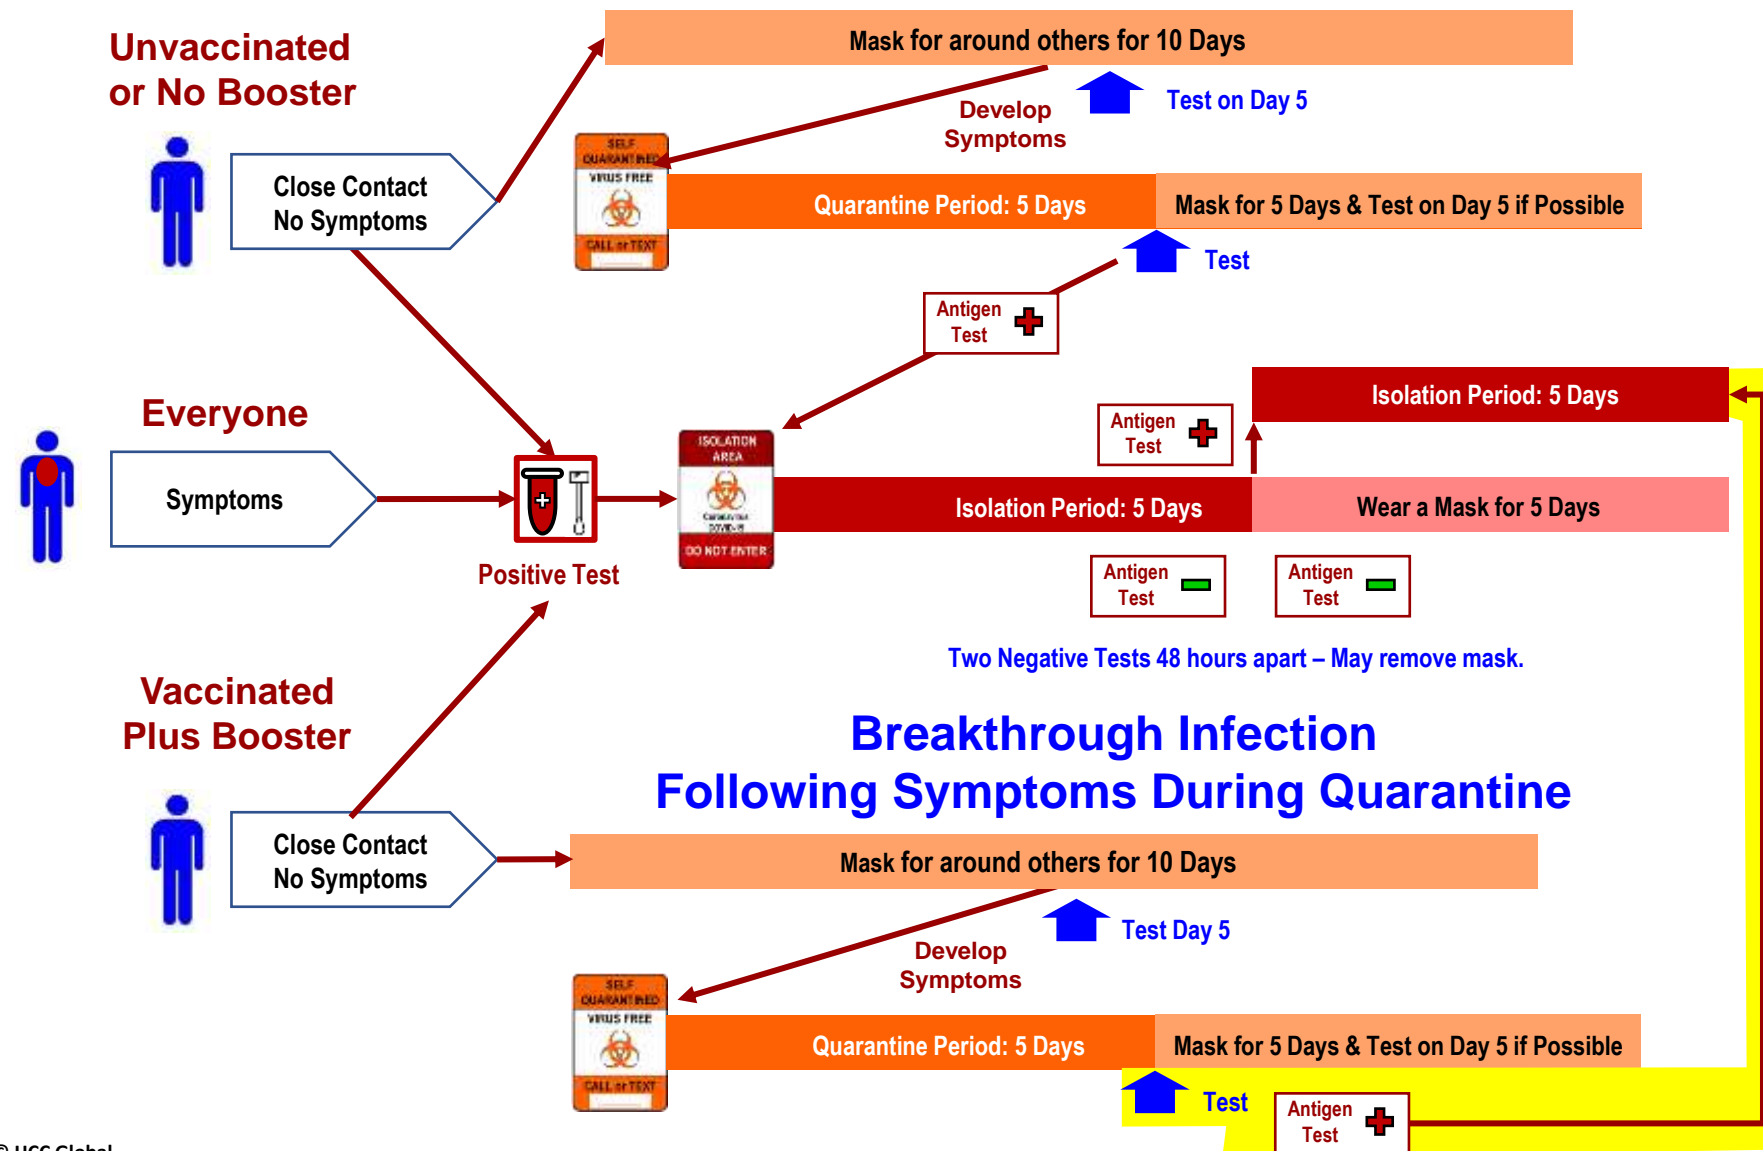 Unvaccinated
or No Booster
Mask for around others for 10 Days
Test on Day 5
Develop
Symptoms
Close Contact
No Symptoms
SELF
QUARANTINED
VIRUS FREE
CALL or TEXT
Quarantine Period: 5 Days
Mask for 5 Days & Test on Day 5 if Possible
Test
Antigen
Test
Everyone
Symptoms
Positive Test
ISOLATION
AREA
Coronavirus
COVID-19
DO NOT ENTER
Antigen
Test
Isolation Period: 5 Days
Isolation Period: 5 Days
Wear a Mask for 5 Days
Antigen
Test
Antigen
Test
Two Negative Tests 48 hours apart – May remove mask.
Vaccinated
Plus Booster
Breakthrough Infection
Following Symptoms During Quarantine
Close Contact
No Symptoms
Mask for around others for 10 Days
Test Day 5
Develop
Symptoms
SELF
QUARANTINED
VIRUS FREE
CALL or TEXT
Quarantine Period: 5 Days
Mask for 5 Days & Test on Day 5 if Possible
Test
Antigen
Test
Global